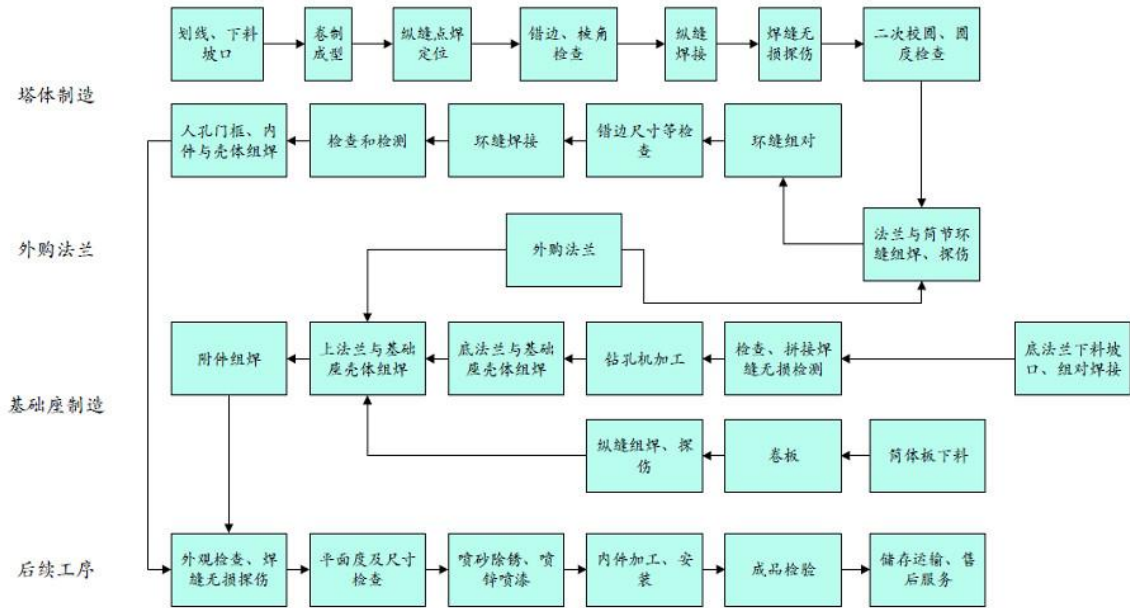 划线、下料
坡口
卷制
成型
纵缝点焊
定位
错边、棱角
检查
纵缝
焊接
焊缝无
损探伤
二次校圆、圆
度检查
塔体制造
人孔门框、内
件与壳体组焊
检查和检测
环缝焊接
错边尺寸等检
查
环缝组对
外购法兰
外购法兰
法兰与筒节环
缝组焊、探伤
附件组焊
上法兰与基础
座壳体组焊
底法兰与基础
座壳体组焊
钻孔机加工
检查、拼接焊
缝无损检测
底法兰下料坡
口、组对焊接
基础座制造
纵缝组焊、探
伤
卷板
筒体板下料
后续工序
外观检查、焊
缝无损探伤
平面度及尺寸
检查
喷砂除锈、喷
锌喷漆
内件加工、安
装
成品检验
储存运输、售
后服务